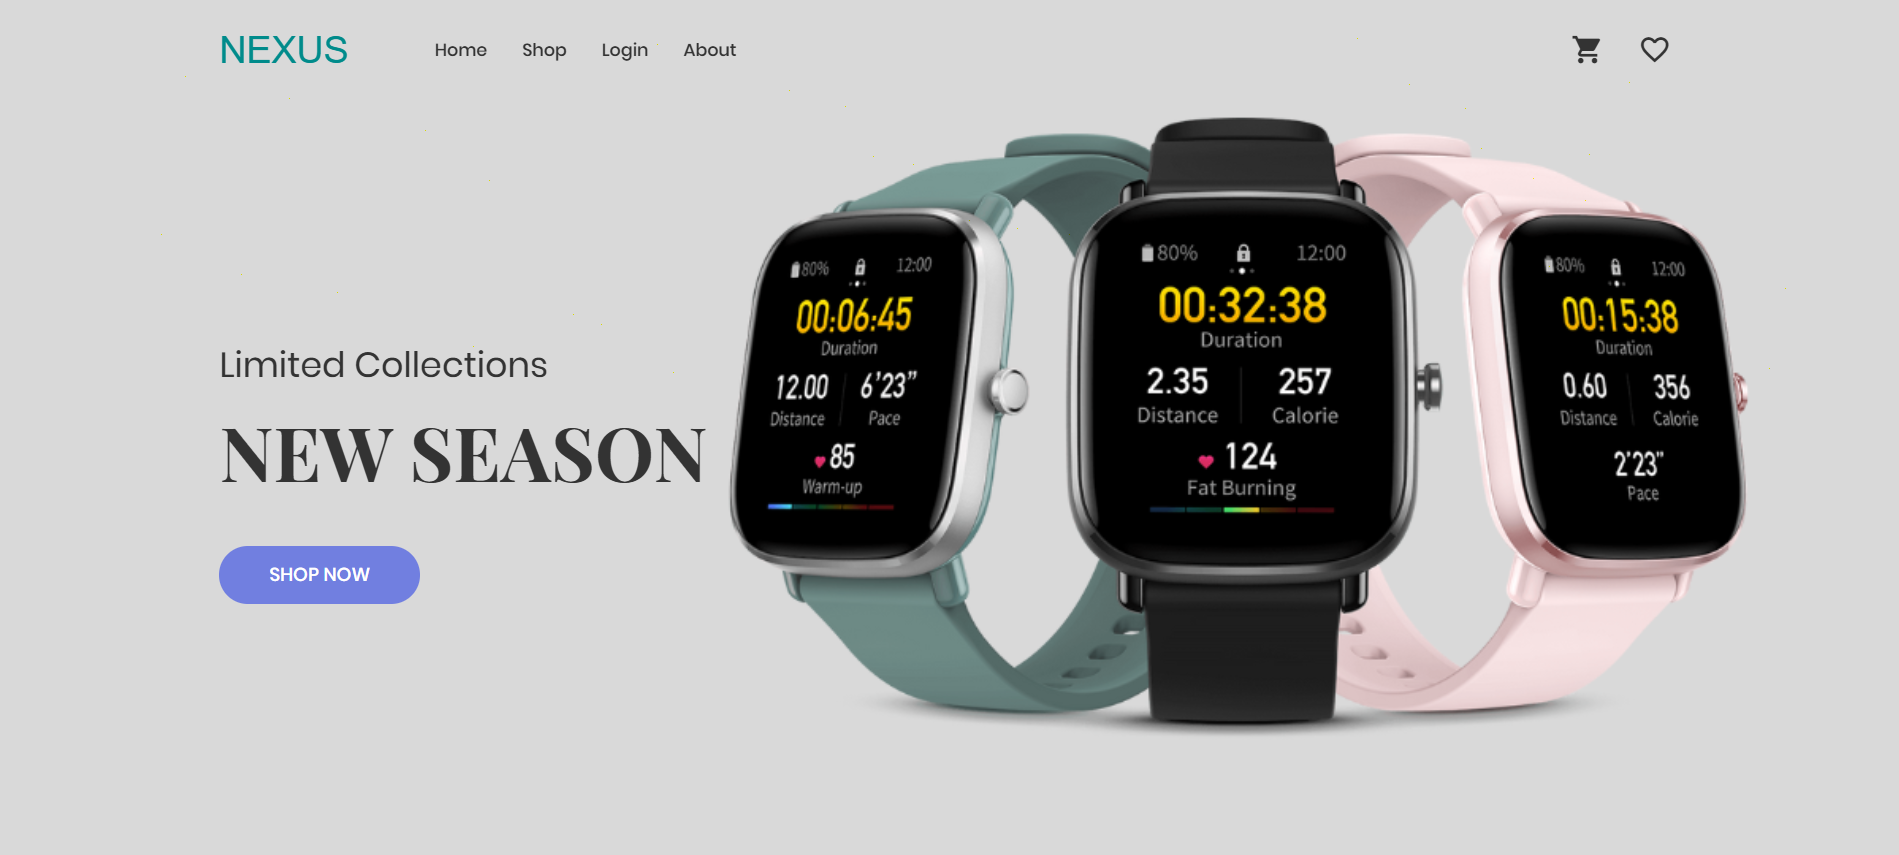 NEXUS Home Shop Login About
Limited Collections
NEW SEASON
SHOP NOW
80% 12:00
00:06:45
Duration
12.00 6'23"
Distance Pace
85
Warm-up
80% 12:00
00:32:38
Duration
2.35 257
Distance Calorie
124
Fat Burning
80% 12:00
00:15:38
Duration
0.60 356
Distance Calorie
2'23"
Pace